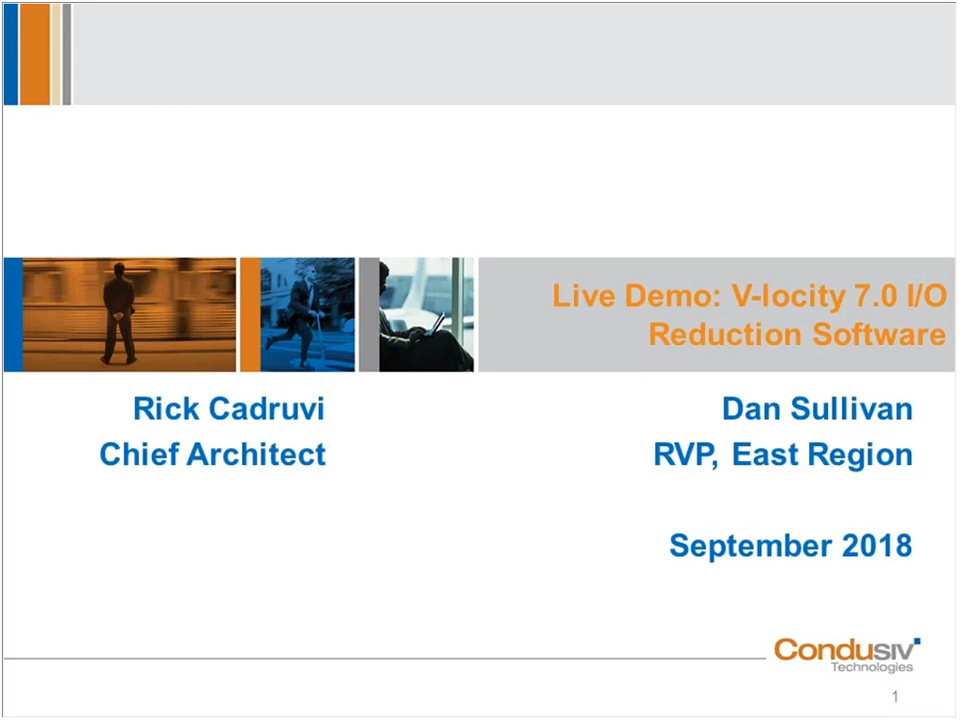 Live Demo: V-locity 7.0 I/O
Reduction Software
Rick Cadruvi
Chief Architect
Dan Sullivan
RVP, East Region
September 2018
Condusiv
Technologies
1